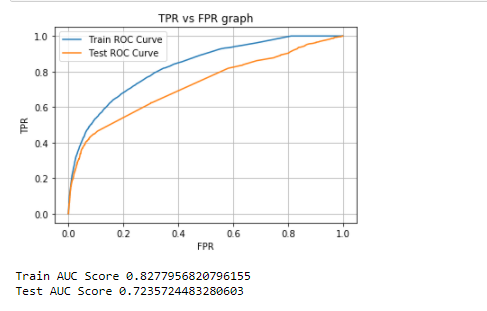 TPR vs FPR graph
1.0
0.8
0.6
0.4
0.2
0.0
TPR
Train ROC Curve
Test ROC Curve
0.0 0.2 0.4 0.6 0.8 1.0
FPR
Train AUC Score 0.8277956820796155
Test AUC Score 0.7235724483280603